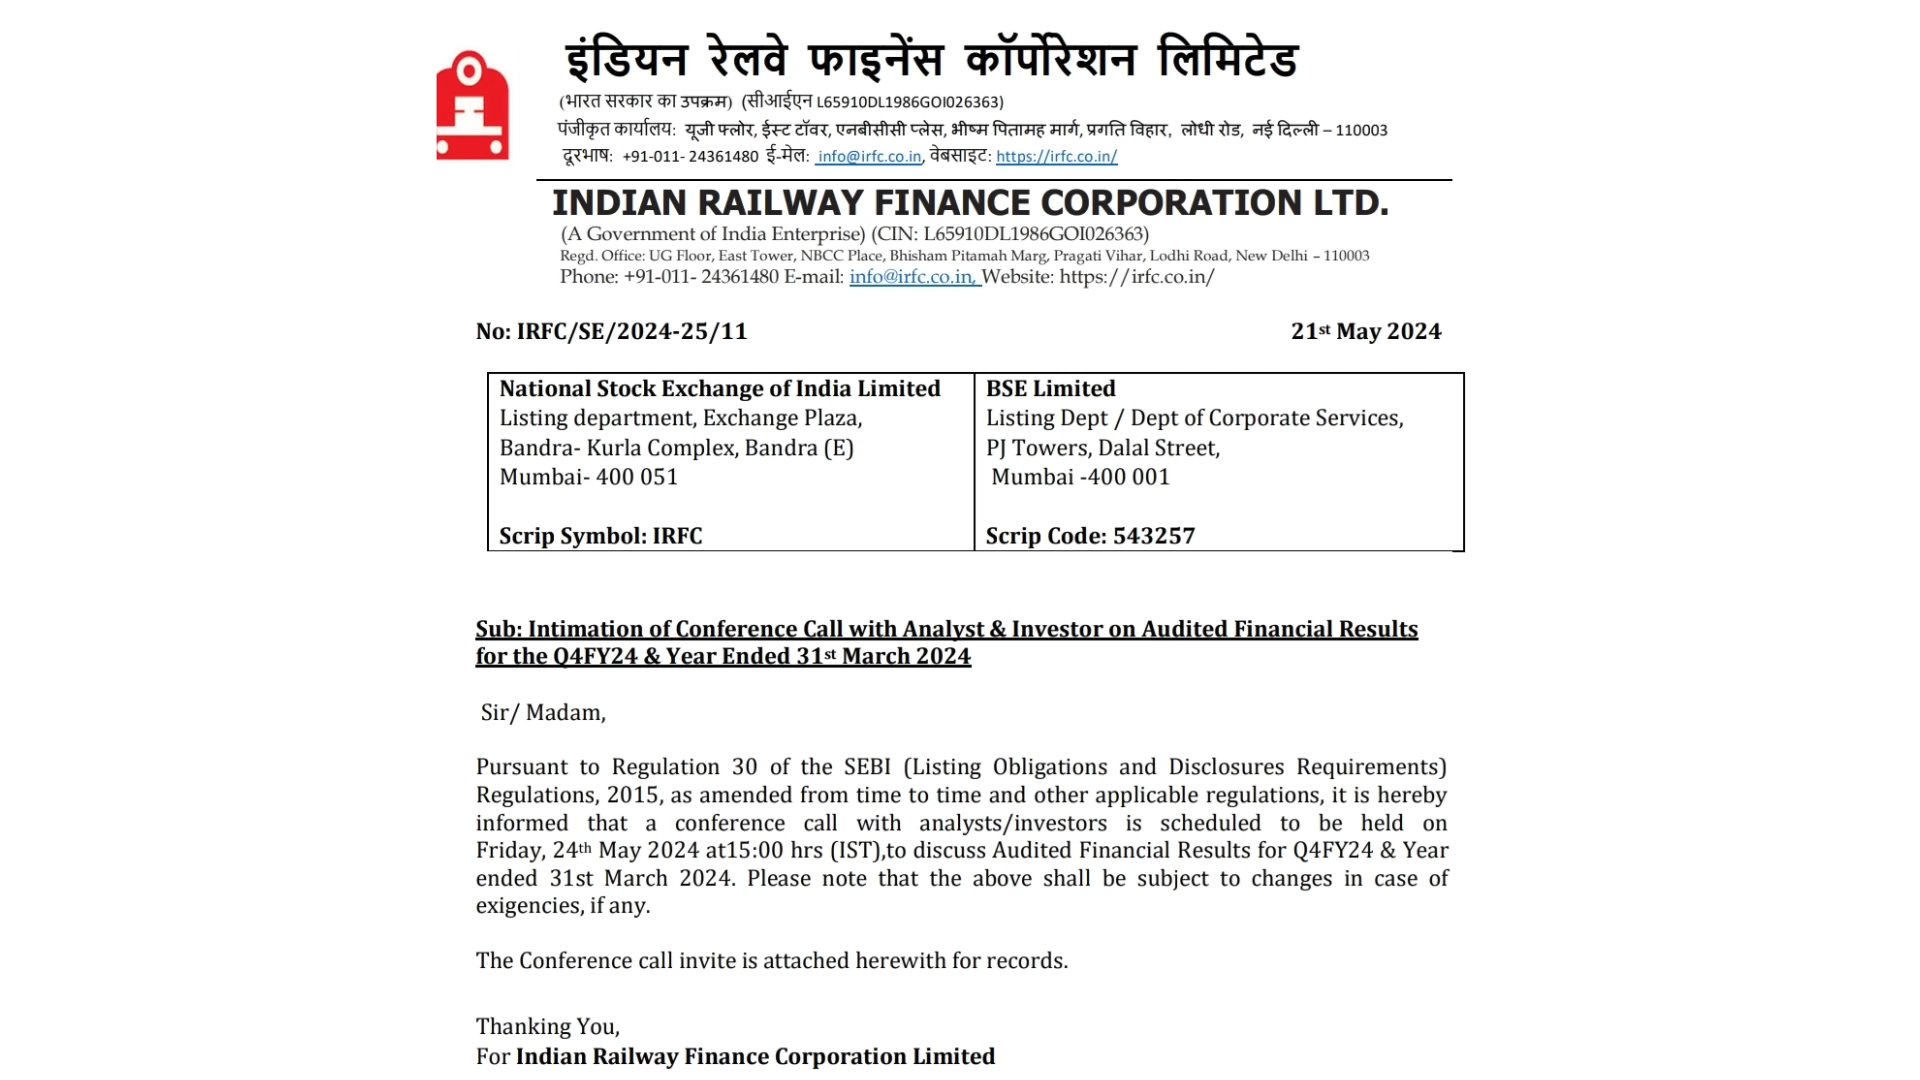 इंडियन रेलवे फाइनेंस कॉर्पोरेशन लिमिटेड
(भारत सरकार का उपक्रम) (सीआईएन L65910DL1986GOI026363)
पंजीकृत कार्यालय: यूजी फ्लोर, ईस्ट टॉवर, एनबीसीसी प्लेस, भीष्म पितामह मार्ग, प्रगति विहार, लोधी रोड, नई दिल्ली – 110003
दूरभाष: +91-011- 24361480 ई-मेल: info@irfc.co.in, वेबसाइट: https://irfc.co.in/
INDIAN RAILWAY FINANCE CORPORATION LTD.
(A Government of India Enterprise) (CIN: L65910DL1986GOI026363)
Regd. Office: UG Floor, East Tower, NBCC Place, Bhisham Pitamah Marg, Pragati Vihar, Lodhi Road, New Delhi – 110003
Phone: +91-011- 24361480 E-mail: info@irfc.co.in, Website: https://irfc.co.in/
No: IRFC/SE/2024-25/11 21st May 2024
National Stock Exchange of India Limited
Listing department, Exchange Plaza,
Bandra- Kurla Complex, Bandra (E)
Mumbai- 400 051
Scrip Symbol: IRFC
BSE Limited
Listing Dept / Dept of Corporate Services,
PJ Towers, Dalal Street,
Mumbai -400 001
Scrip Code: 543257
Sub: Intimation of Conference Call with Analyst & Investor on Audited Financial Results
for the Q4FY24 & Year Ended 31st March 2024
Sir/ Madam,
Pursuant to Regulation 30 of the SEBI (Listing Obligations and Disclosures Requirements)
Regulations, 2015, as amended from time to time and other applicable regulations, it is hereby
informed that a conference call with analysts/investors is scheduled to be held on
Friday, 24th May 2024 at15:00 hrs (IST),to discuss Audited Financial Results for Q4FY24 & Year
ended 31st March 2024. Please note that the above shall be subject to changes in case of
exigencies, if any.
The Conference call invite is attached herewith for records.
Thanking You,
For Indian Railway Finance Corporation Limited